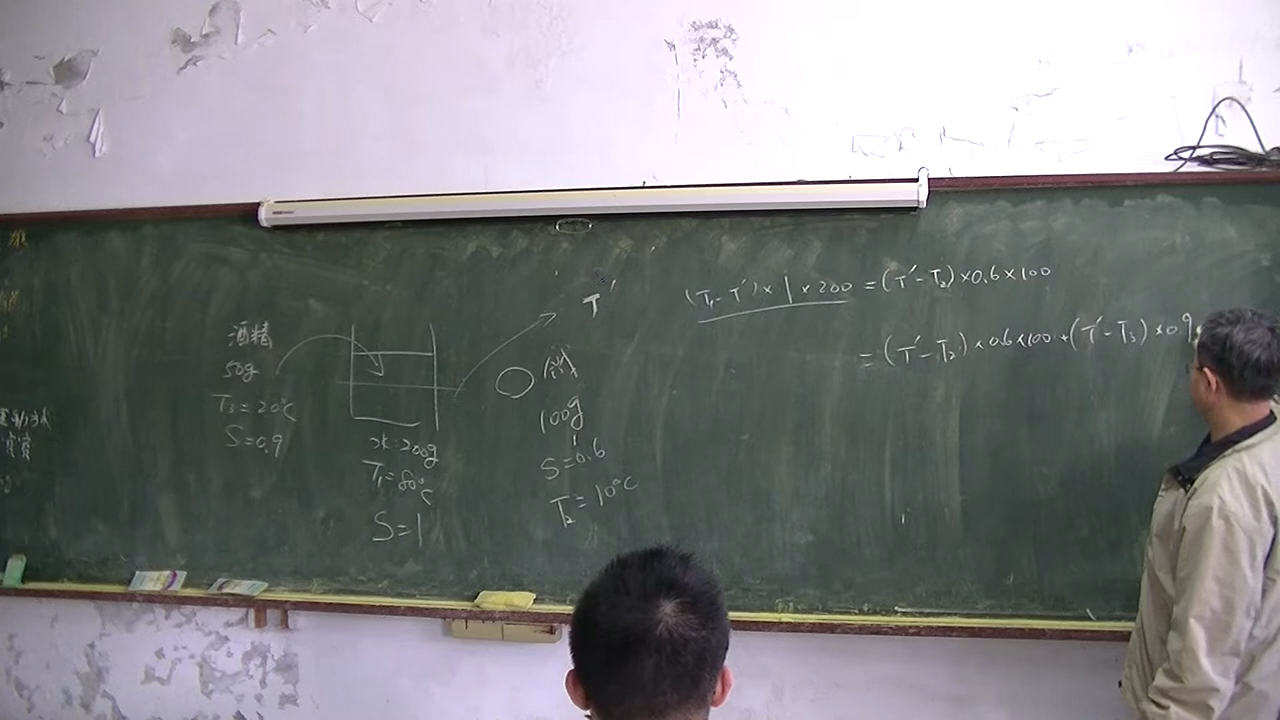 酒精
50g
T₃=20°C
S=0.9
水:200g
T₁=80°C
S=1
T'
100g
S=0.6
T₂=10°C
(T₁-T')×1×200=(T'-T₂)×0.6×100
=(T'-T₂)×0.6×100+(T'-T₃)×0.9